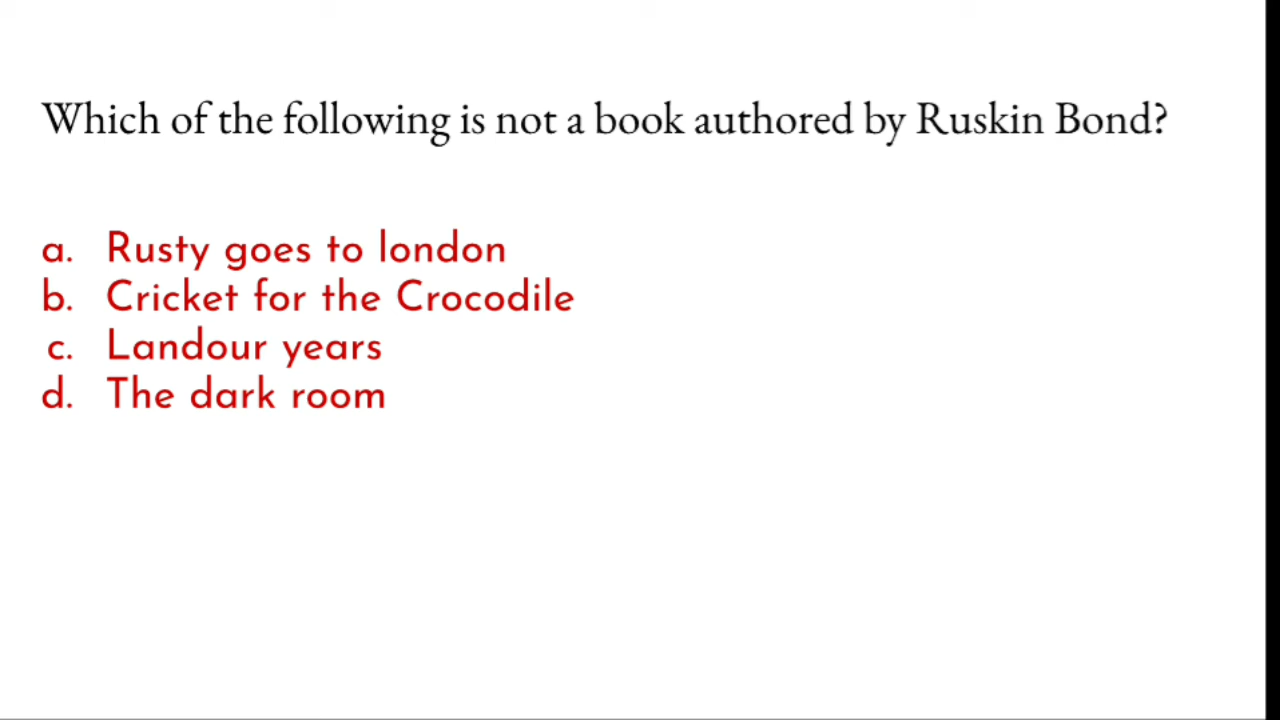 Which of the following is not a book authored by Ruskin Bond?
a. Rusty goes to london
b. Cricket for the Crocodile
c. Landour years
d. The dark room